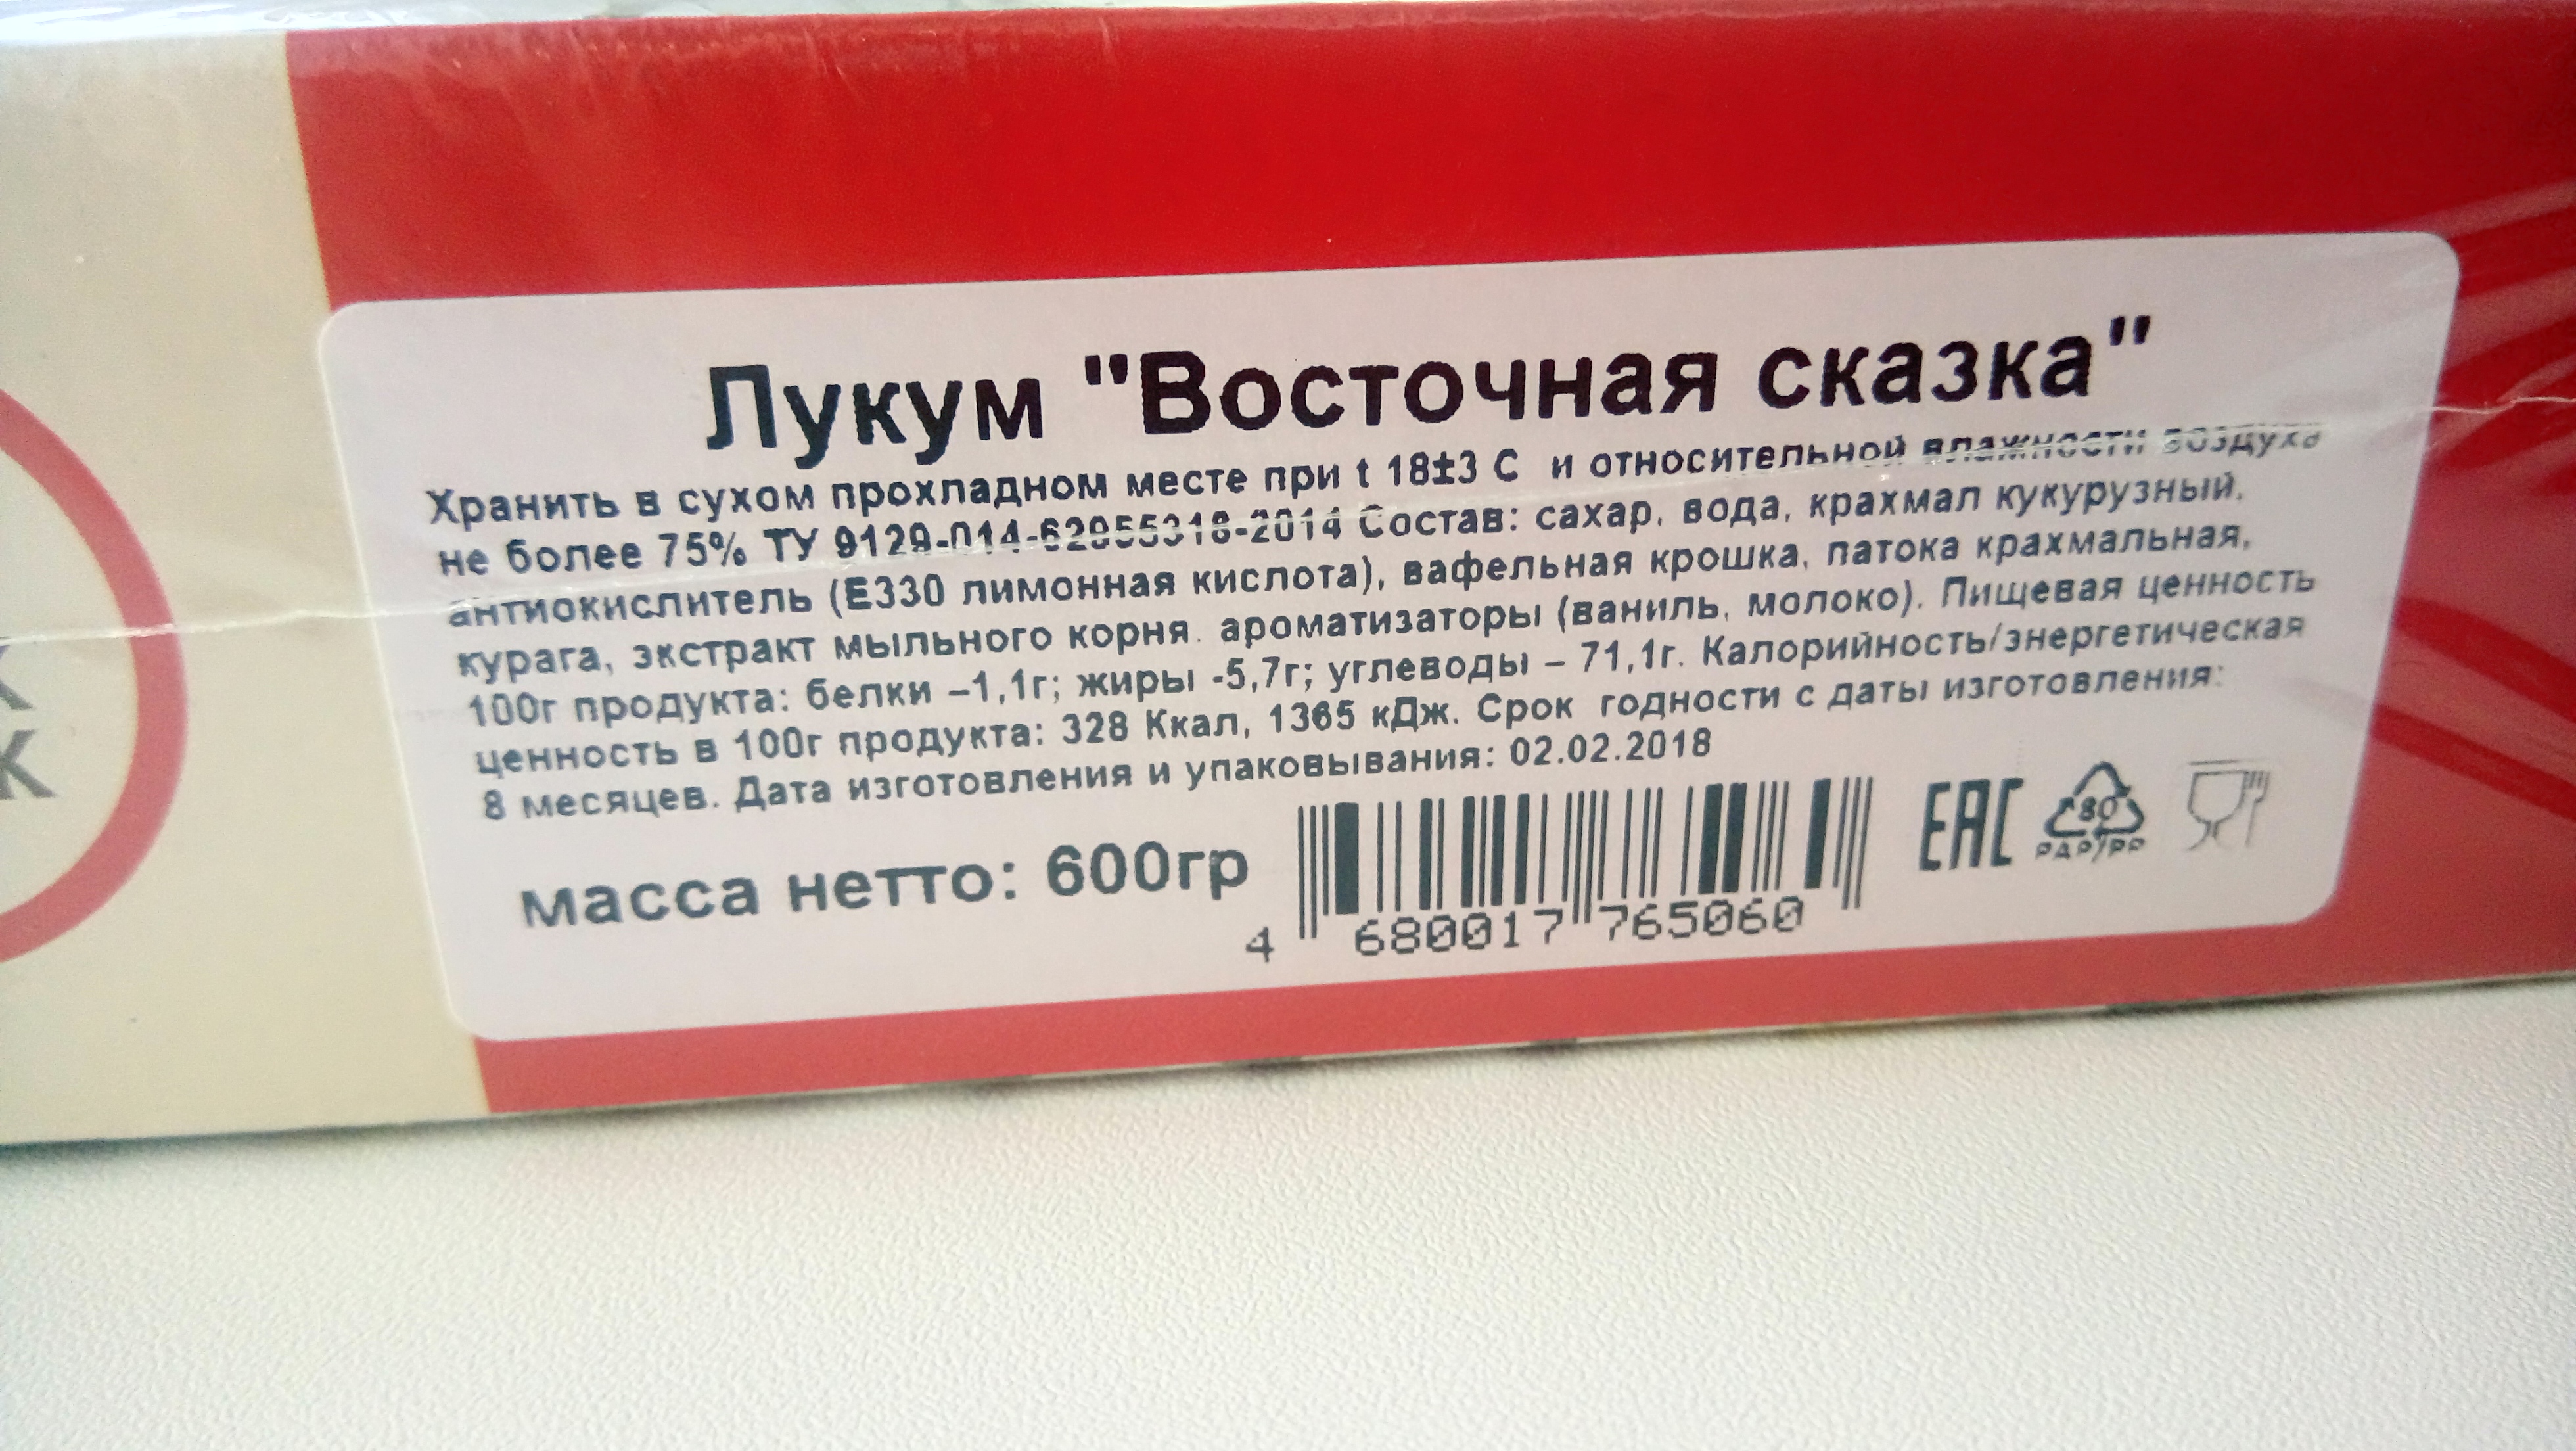 Лукум "Восточная сказка"
Хранить в сухом прохладном месте при t 18±3 С и относительной влажности воздуха
не более 75% ТУ 9129-014-62955318-2014 Состав: сахар, вода, крахмал кукурузный,
антиокислитель (Е330 лимонная кислота), вафельная крошка, патока крахмальная,
курага, экстракт мыльного корня. ароматизаторы (ваниль, молоко). Пищевая ценность
100г продукта: белки –1,1г; жиры -5,7г; углеводы – 71,1г. Калорийность/энергетическая
ценность в 100г продукта: 328 Ккал, 1365 кДж. Срок годности с даты изготовления:
8 месяцев. Дата изготовления и упаковывания: 02.02.2018
масса нетто: 600гр
4 680017 765060
EAC
80
PAP/PP
К